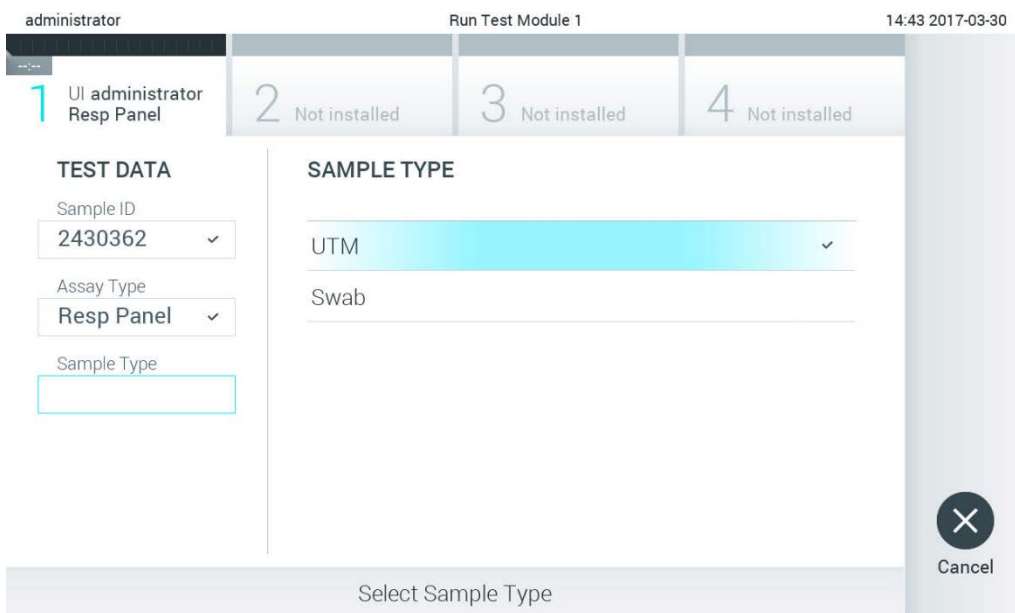 administrator Run Test Module 1 14:43 2017-03-30
--:--
1 UI administrator
Resp Panel
2 Not installed
3 Not installed
4 Not installed
TEST DATA
Sample ID
2430362
Assay Type
Resp Panel
Sample Type
SAMPLE TYPE
UTM
Swab
Cancel
Select Sample Type